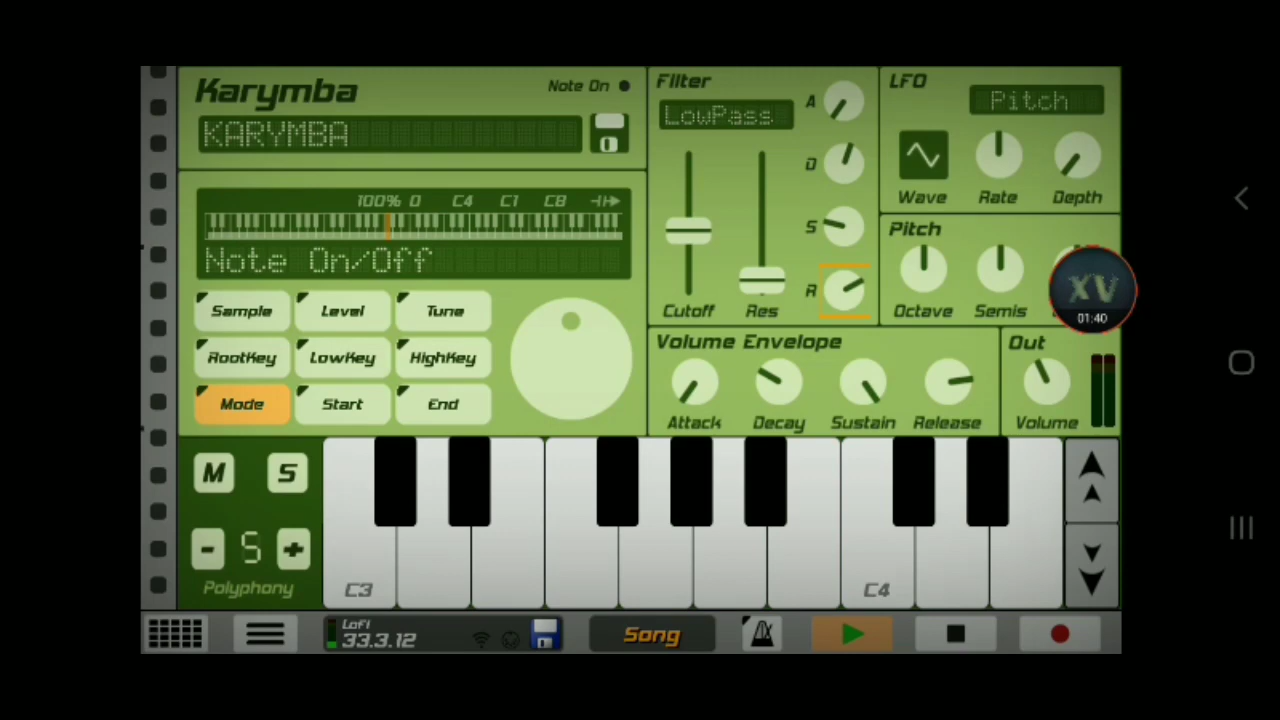 Karymba
Note On
KARYMBA
100% 0 C4 C1 C8
Note On/Off
Sample Level Tune
RootKey LowKey HighKey
Mode Start End
Filter
LowPass
A
D
S
R
Cutoff Res
LFO
Pitch
Wave Rate Depth
Pitch
Octave Semis
XV
01:40
Volume Envelope
Attack Decay Sustain Release
Out
Volume
M S
- 5 +
Polyphony
C3 C4
LoFi
33.3.12
Song